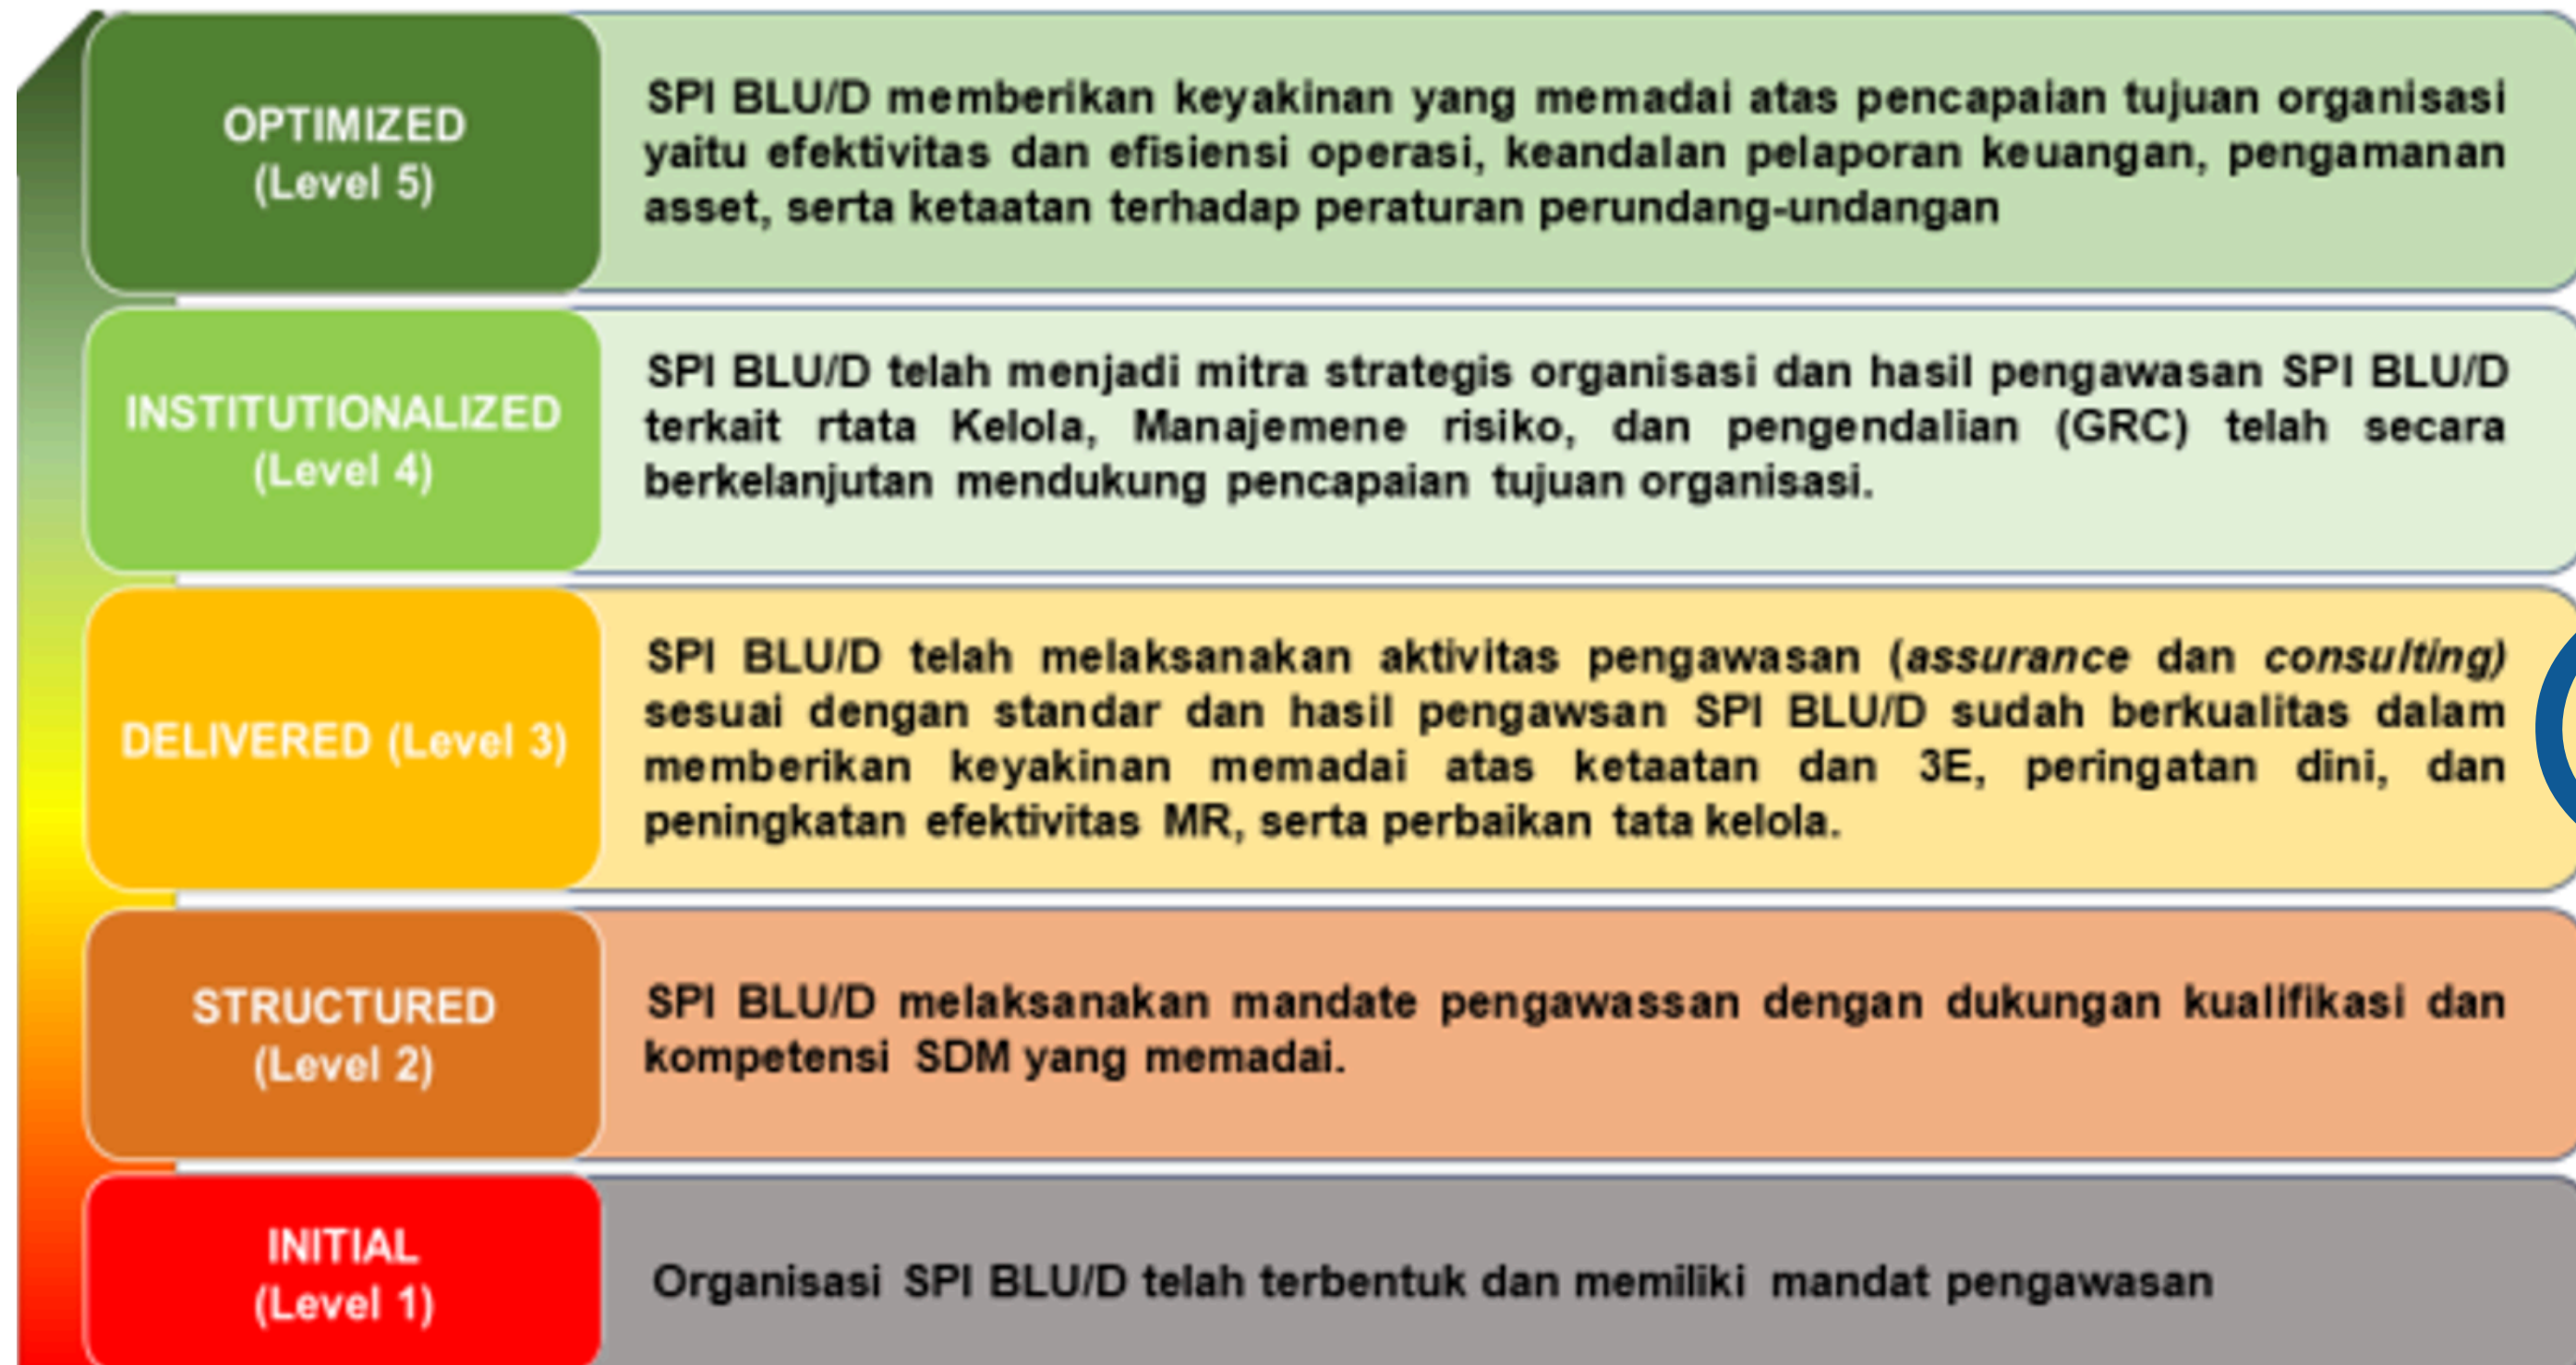 OPTIMIZED
(Level 5)
SPI BLU/D memberikan keyakinan yang memadai atas pencapaian tujuan organisasi
yaitu efektivitas dan efisiensi operasi, keandalan pelaporan keuangan, pengamanan
asset, serta ketaatan terhadap peraturan perundang-undangan
INSTITUTIONALIZED
(Level 4)
SPI BLU/D telah menjadi mitra strategis organisasi dan hasil pengawasan SPI BLU/D
terkait rtata Kelola, Manajemene risiko, dan pengendalian (GRC) telah secara
berkelanjutan mendukung pencapaian tujuan organisasi.
DELIVERED (Level 3)
SPI BLU/D telah melaksanakan aktivitas pengawasan (assurance dan consulting)
sesuai dengan standar dan hasil pengawsan SPI BLU/D sudah berkualitas dalam
memberikan keyakinan memadai atas ketaatan dan 3E, peringatan dini, dan
peningkatan efektivitas MR, serta perbaikan tata kelola.
STRUCTURED
(Level 2)
SPI BLU/D melaksanakan mandate pengawassan dengan dukungan kualifikasi dan
kompetensi SDM yang memadai.
INITIAL
(Level 1)
Organisasi SPI BLU/D telah terbentuk dan memiliki mandat pengawasan